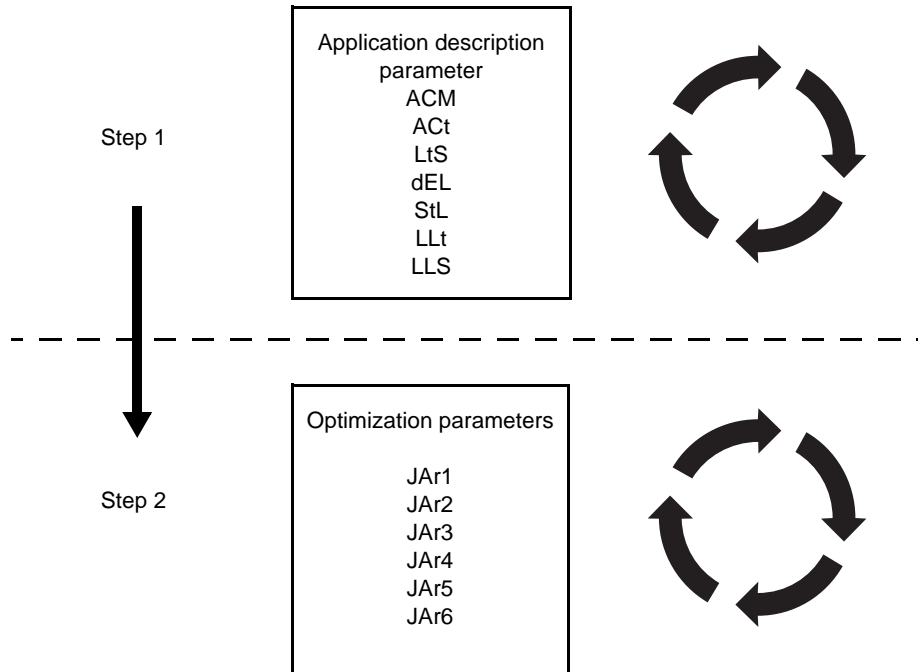 Step 1
Application description
parameter
ACM
ACt
LtS
dEL
StL
LLt
LLS
Step 2
Optimization parameters
JAr1
JAr2
JAr3
JAr4
JAr5
JAr6